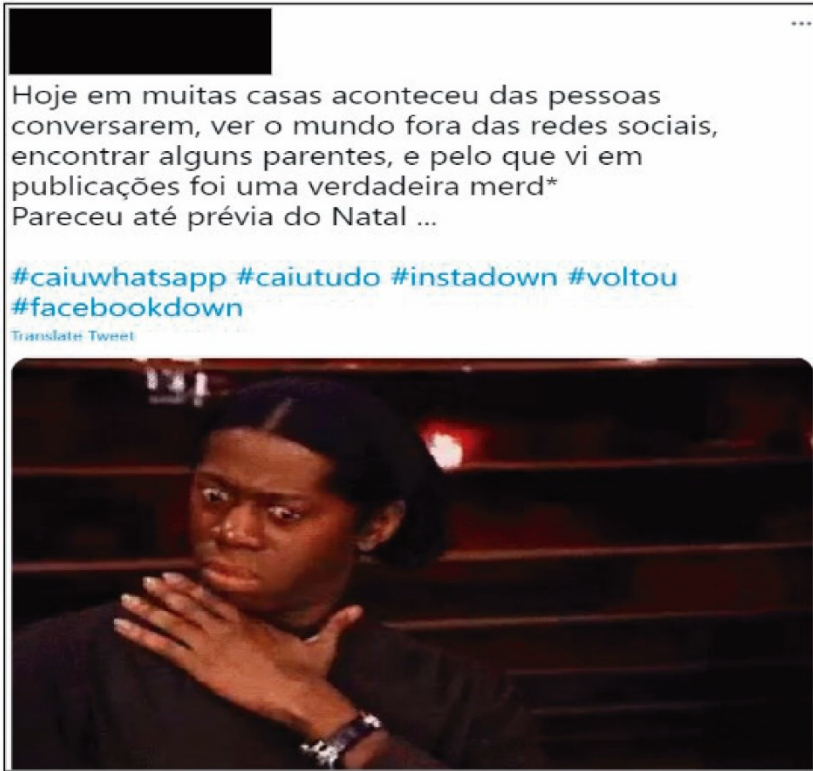 Hoje em muitas casas aconteceu das pessoas
conversarem, ver o mundo fora das redes sociais,
encontrar alguns parentes, e pelo que vi em
publicações foi uma verdadeira merd*
Pareceu até prévia do Natal ...
#caiuwhatsapp #caiutudo #instadown #voltou
#facebookdown
Translate Tweet